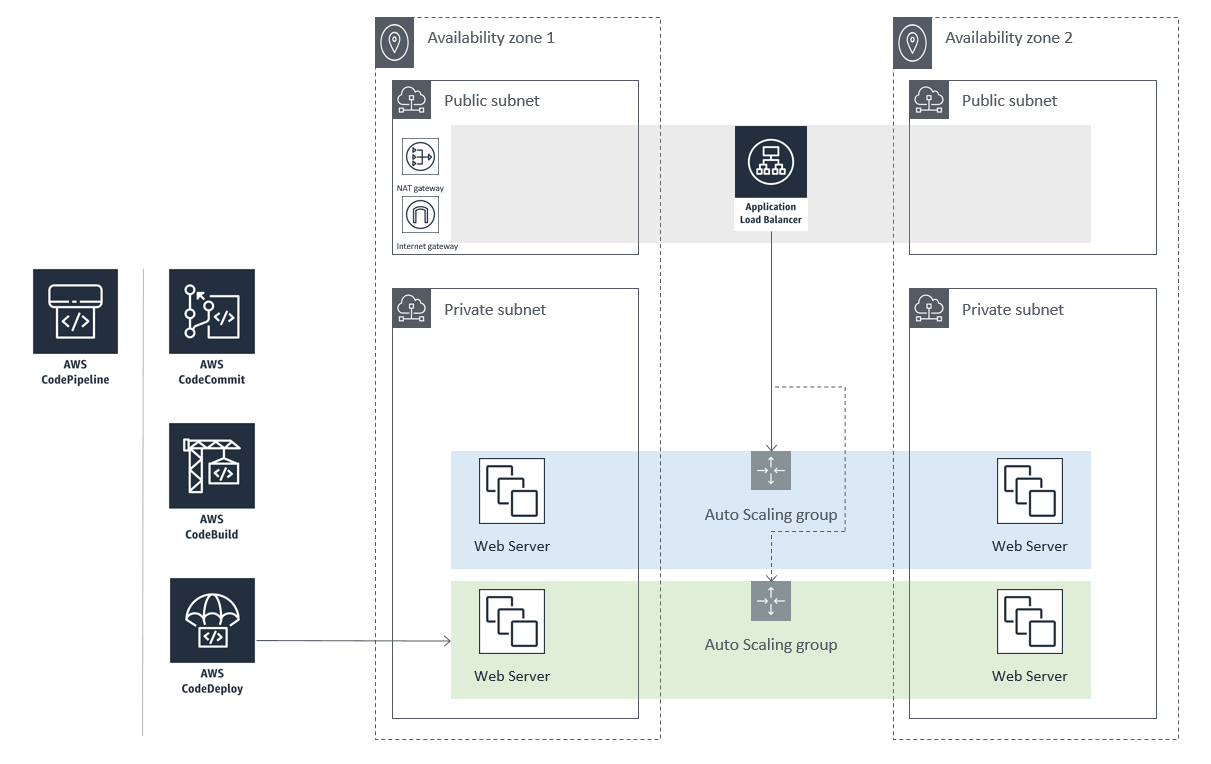 Availability zone 1
Availability zone 2
Public subnet
Public subnet
NAT gateway
Internet gateway
Application
Load Balancer
Private subnet
Private subnet
AWS
CodePipeline
AWS
CodeCommit
AWS
CodeBuild
AWS
CodeDeploy
Auto Scaling group
Web Server
Web Server
Auto Scaling group
Web Server
Web Server